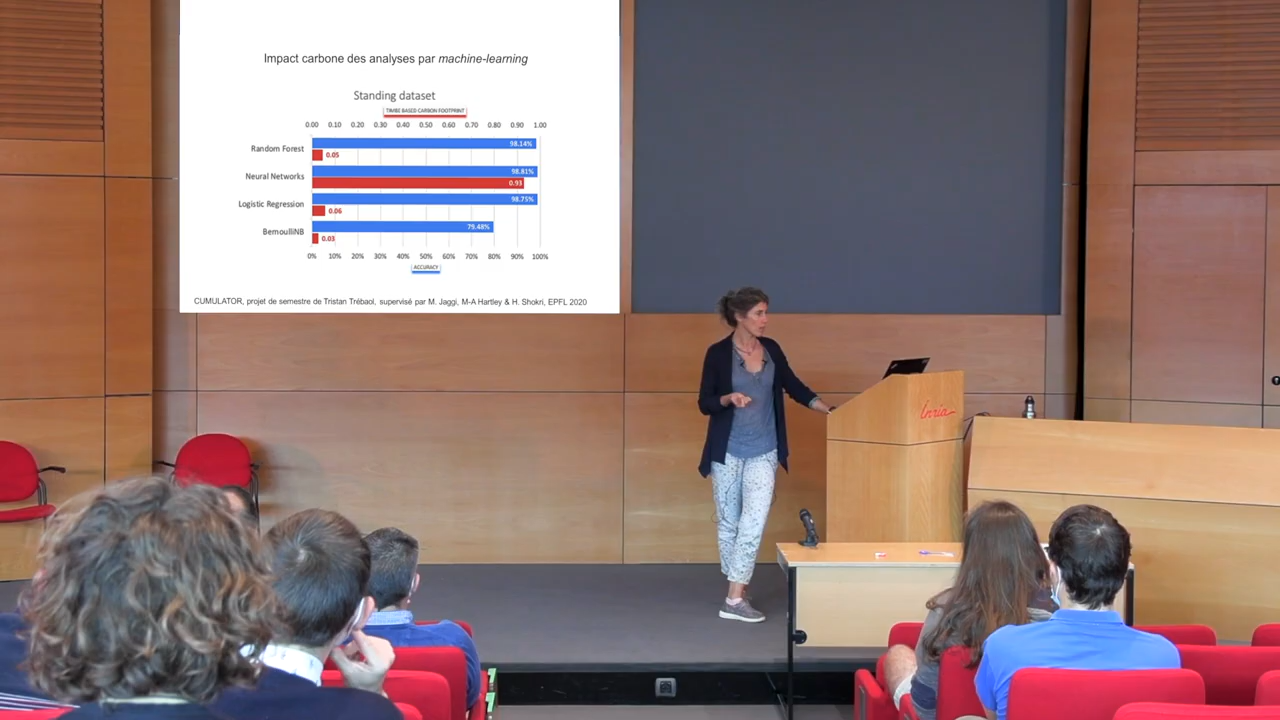 Impact carbone des analyses par machine-learning
Standing dataset
TIMBE BASED CARBON FOOTPRINT
0.00 0.10 0.20 0.30 0.40 0.50 0.60 0.70 0.80 0.90 1.00
Random Forest 98.14%
0.05
Neural Networks 98.81%
0.93
Logistic Regression 98.75%
0.06
BernoulliNB 79.48%
0.03
0% 10% 20% 30% 40% 50% 60% 70% 80% 90% 100%
ACCURACY
CUMULATOR, projet de semestre de Tristan Trébaol, supervisé par M. Jaggi, M-A Hartley & H. Shokri, EPFL 2020
Inria